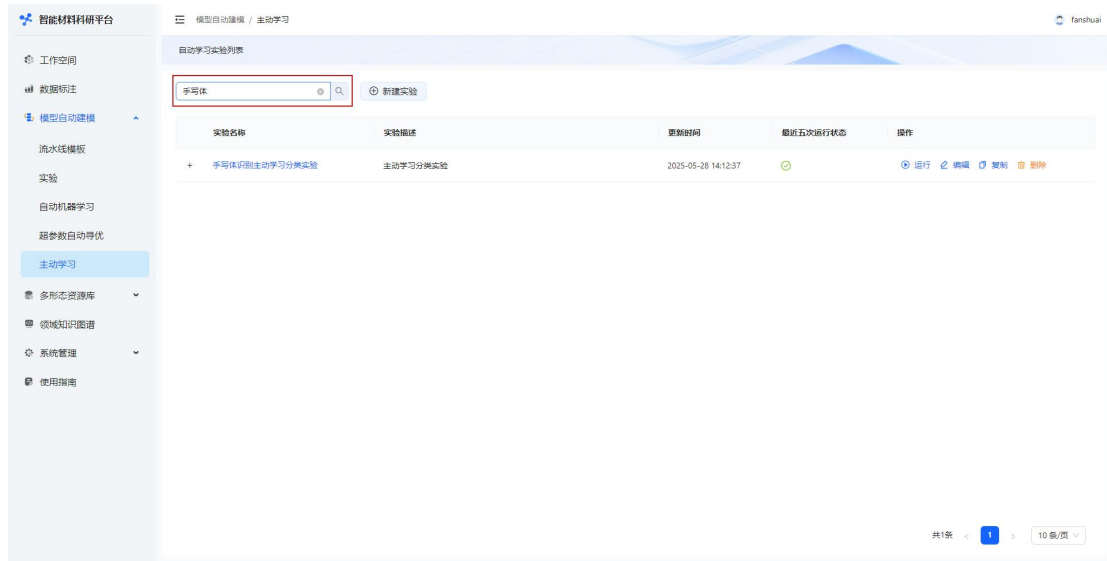 智能材料科研平台
模型自动建模 / 主动学习
fanshuai
工作空间
数据标注
模型自动建模
流水线模板
实验
自动机器学习
超参数自动寻优
主动学习
多形态资源库
领域知识图谱
系统管理
使用指南
自动学习实验列表
手写体
新建实验
实验名称 实验描述 更新时间 最近五次运行状态 操作
+ 手写体识别主动学习分类实验 主动学习分类实验 2025-05-28 14:12:37 运行 编辑 复制 删除
共1条 < 1 > 10 条/页